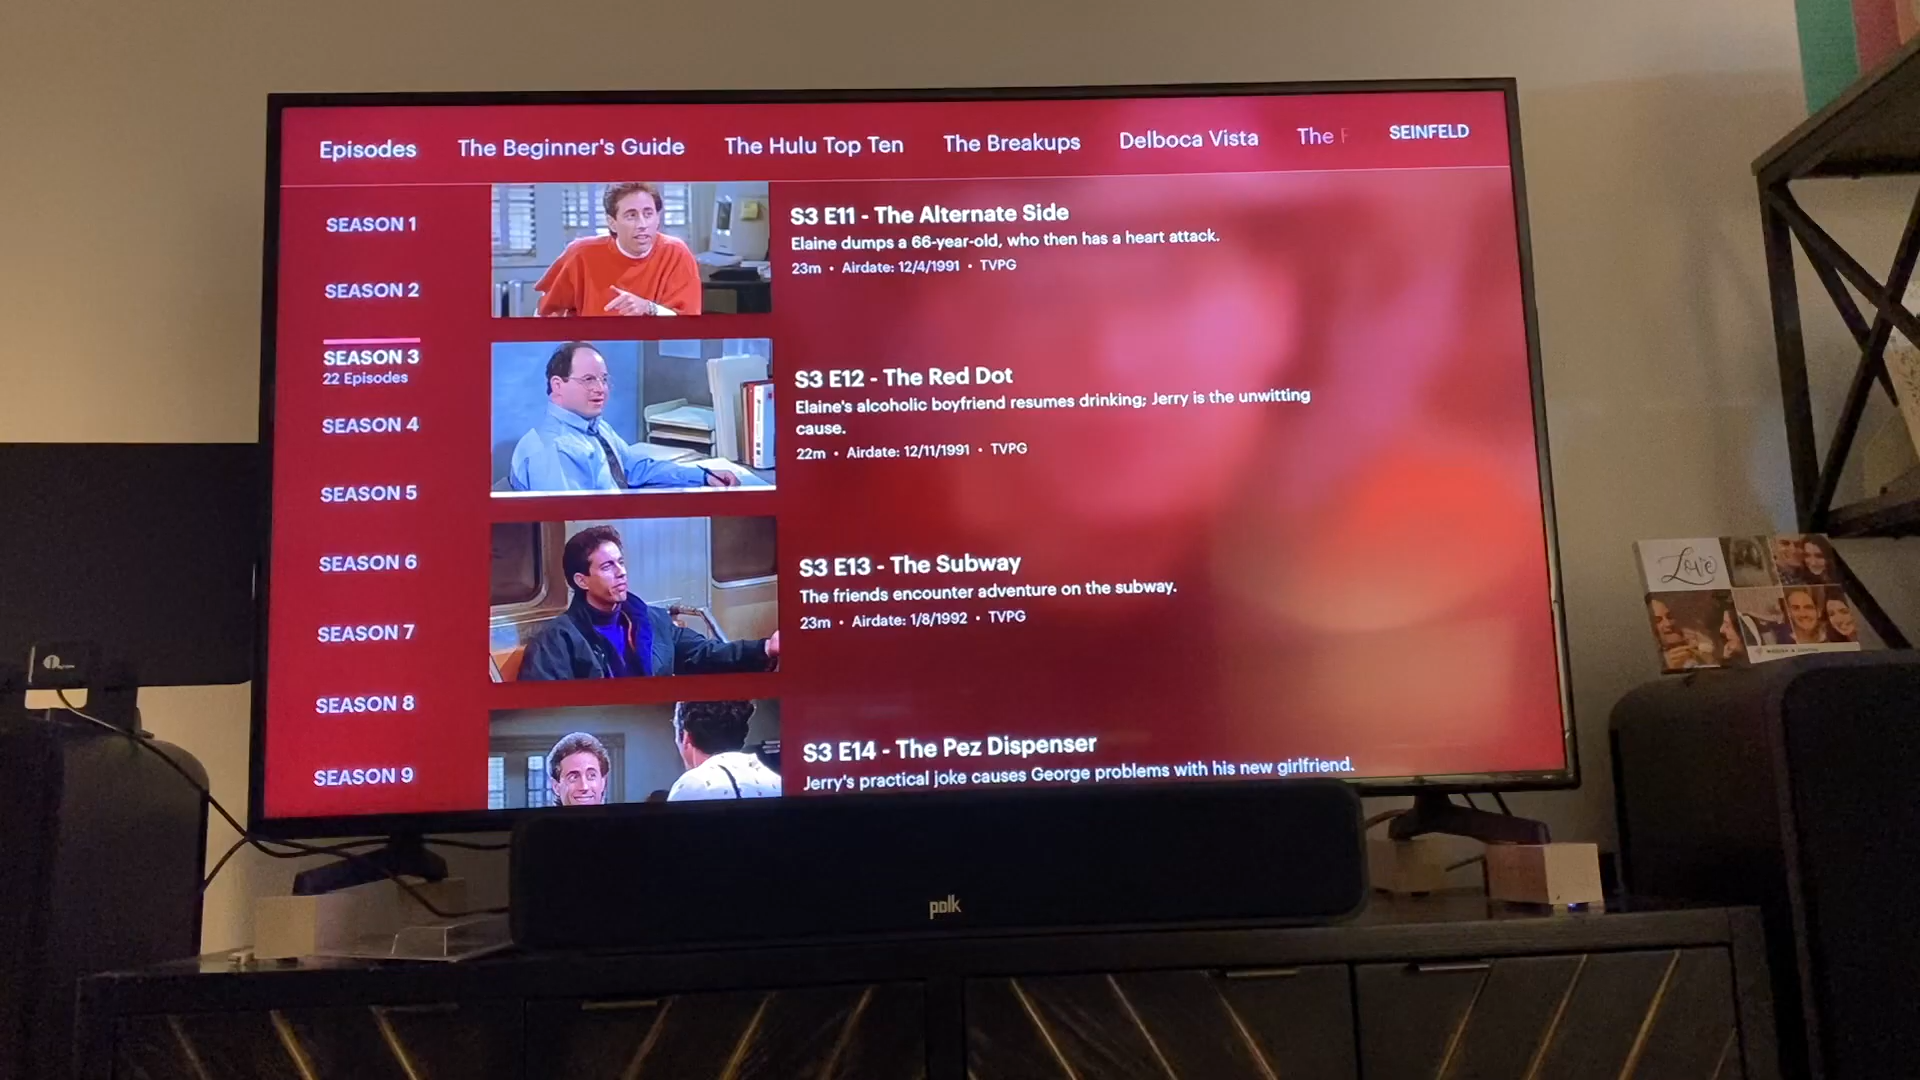 Episodes The Beginner's Guide The Hulu Top Ten The Breakups Delboca Vista The SEINFELD
SEASON 1
SEASON 2
SEASON 3
22 Episodes
SEASON 4
SEASON 5
SEASON 6
SEASON 7
SEASON 8
SEASON 9
S3 E11 - The Alternate Side
Elaine dumps a 66-year-old, who then has a heart attack.
23m • Airdate: 12/4/1991 • TVPG
S3 E12 - The Red Dot
Elaine's alcoholic boyfriend resumes drinking; Jerry is the unwitting
cause.
22m • Airdate: 12/11/1991 • TVPG
S3 E13 - The Subway
The friends encounter adventure on the subway.
23m • Airdate: 1/8/1992 • TVPG
S3 E14 - The Pez Dispenser
Jerry's practical joke causes George problems with his new girlfriend.
Love
polk